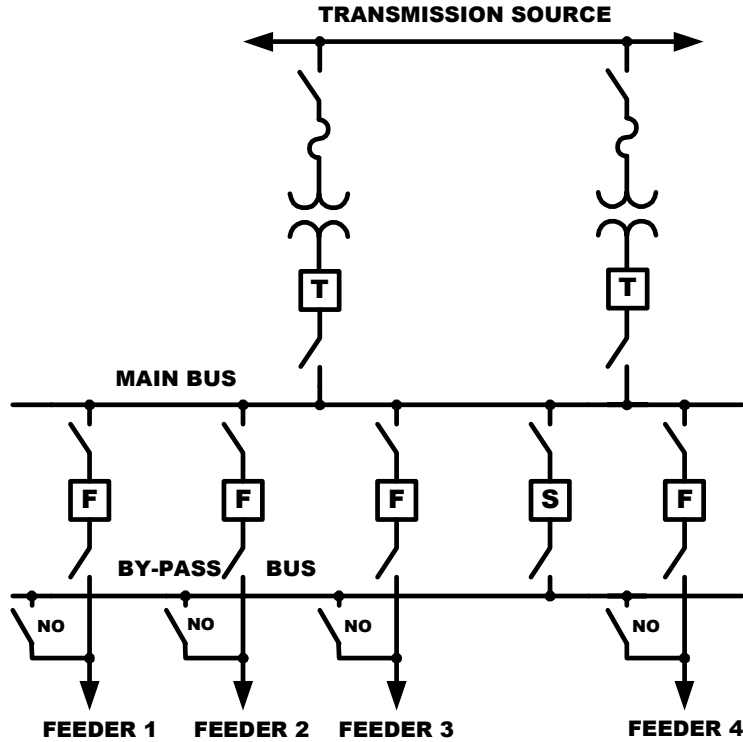 TRANSMISSION SOURCE
T T
MAIN BUS
F F F S F
BY-PASS BUS
NO NO NO NO
FEEDER 1 FEEDER 2 FEEDER 3 FEEDER 4